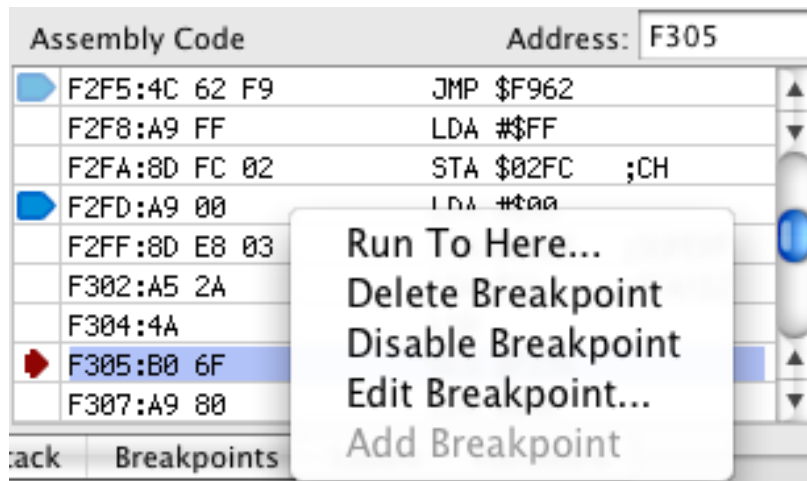 Assembly Code Address: F305
F2F5:4C 62 F9 JMP $F962
F2F8:A9 FF LDA #$FF
F2FA:8D FC 02 STA $02FC ;CH
F2FD:A9 00 LDA #$00
F2FF:8D E8 03
F302:A5 2A
F304:4A
F305:B0 6F
F307:A9 80
Run To Here...
Delete Breakpoint
Disable Breakpoint
Edit Breakpoint...
Add Breakpoint
ack Breakpoints